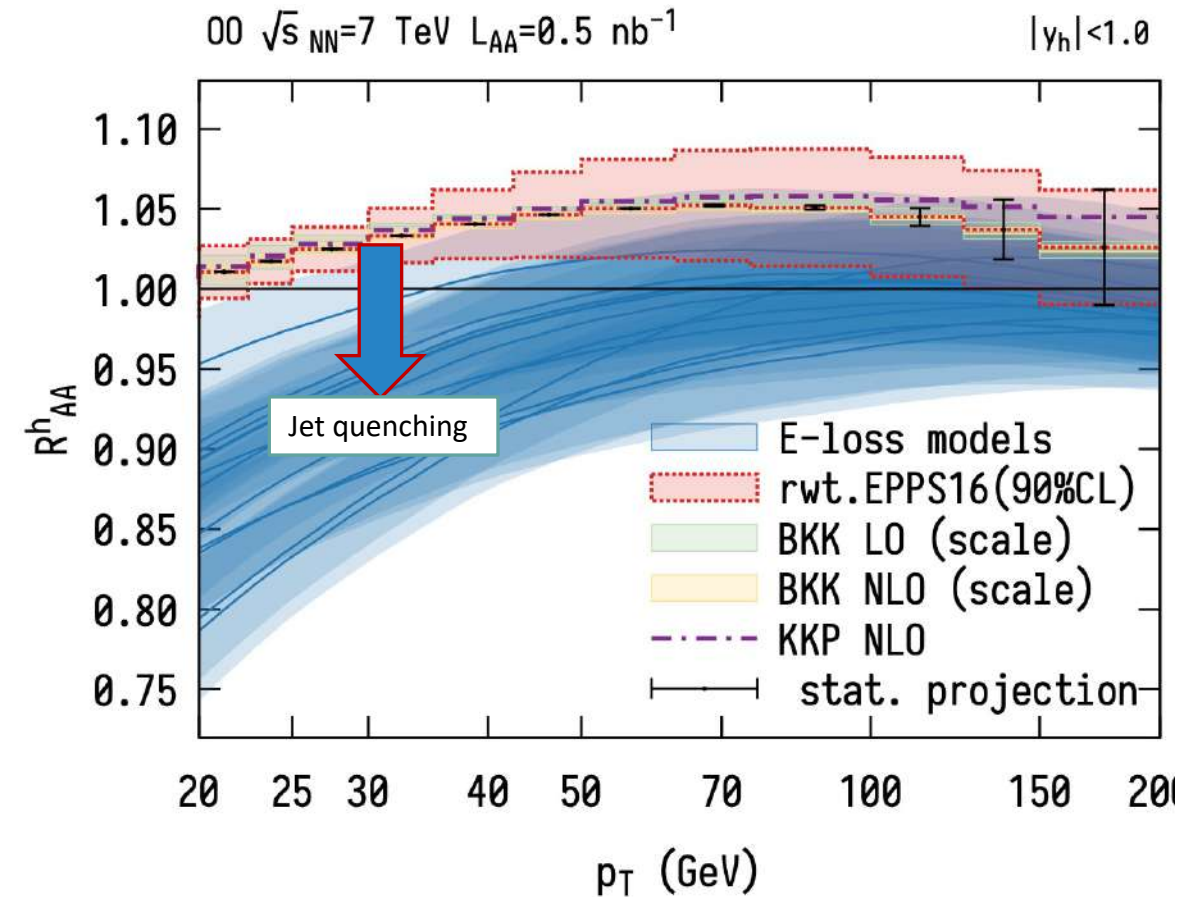 OO √s NN=7 TeV LAA=0.5 nb⁻¹ |yh|<1.0
1.10
1.05
1.00
0.95
0.90
0.85
0.80
0.75
RhAA
Jet quenching
E-loss models
rwt.EPPS16(90%CL)
BKK LO (scale)
BKK NLO (scale)
KKP NLO
stat. projection
20 25 30 40 50 70 100 150
pT (GeV)